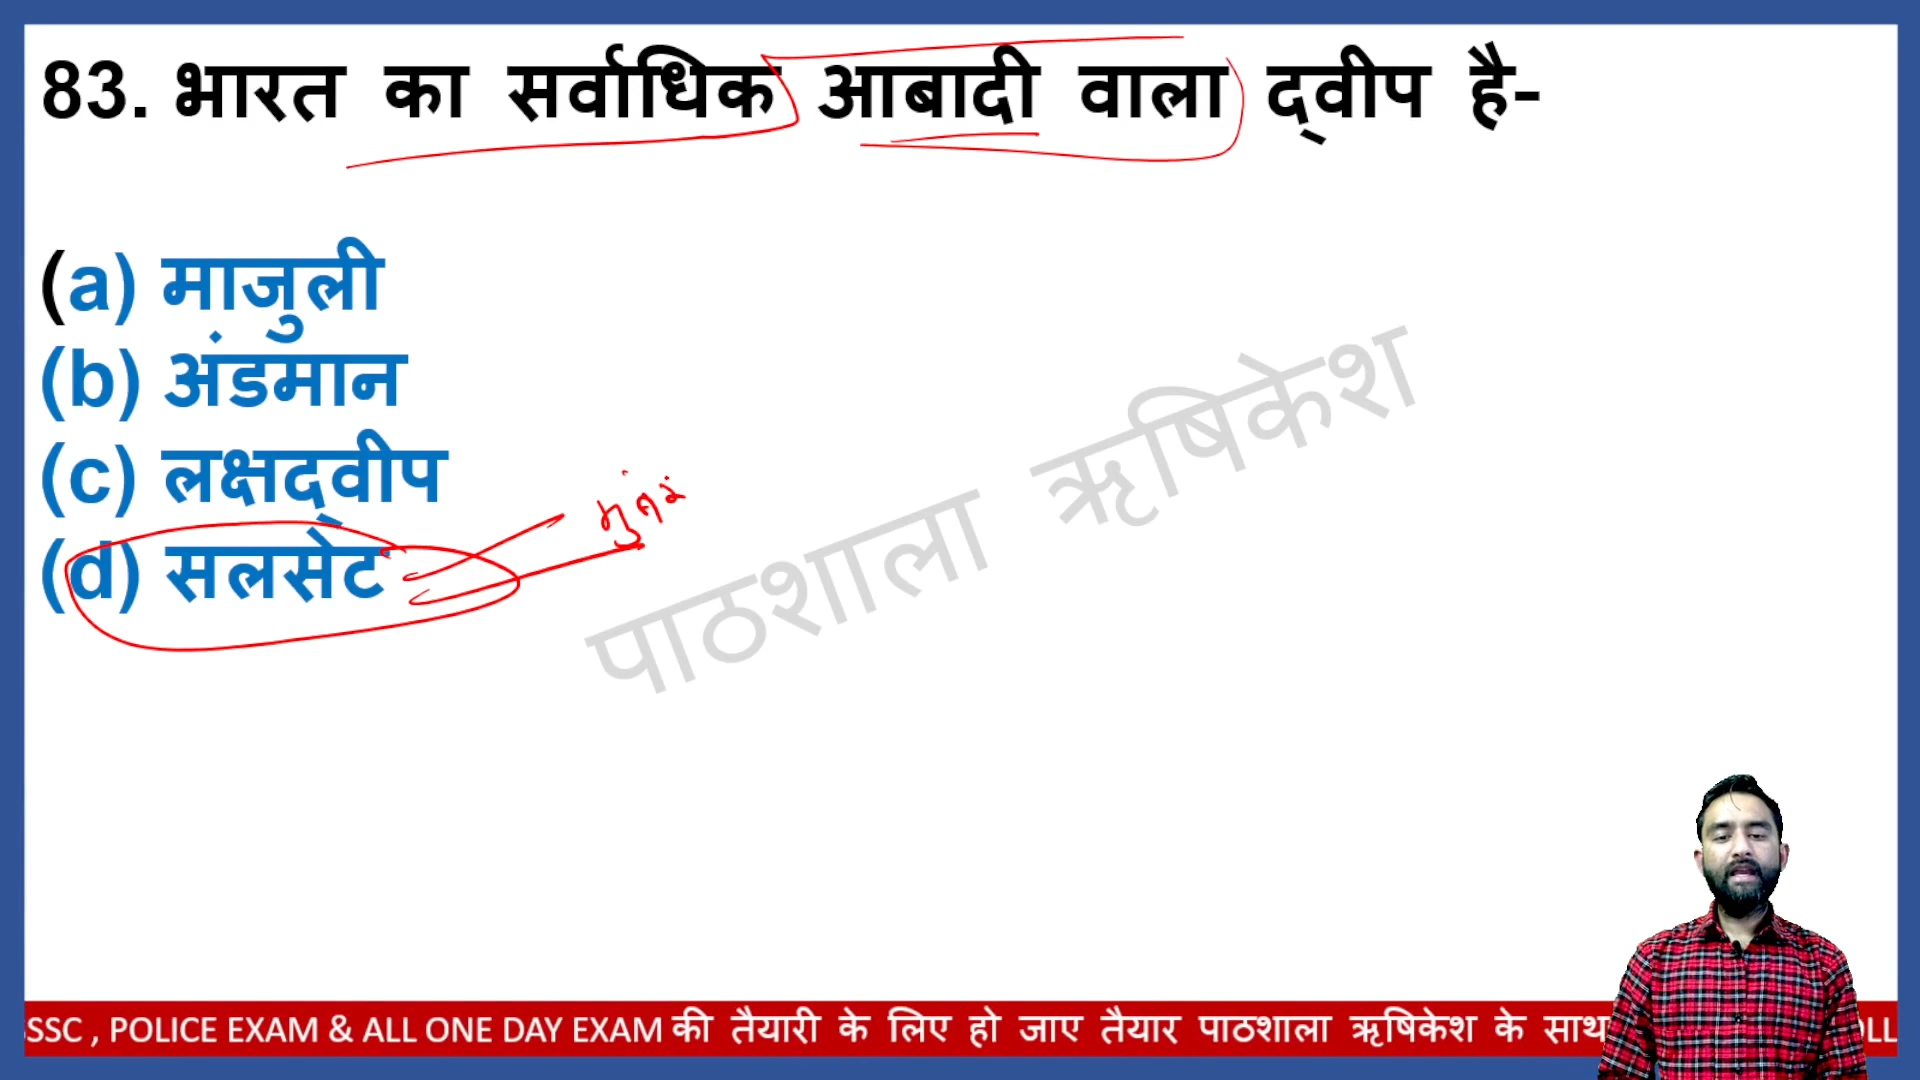 83. भारत का सर्वाधिक आबादी वाला द्वीप है-
(a) माजुली
(b) अंडमान
(c) लक्षद्वीप
(d) सलसेट
पाठशाला ऋषिकेश
SSC , POLICE EXAM & ALL ONE DAY EXAM की तैयारी के लिए हो जाए तैयार पाठशाला ऋषिकेश के साथ